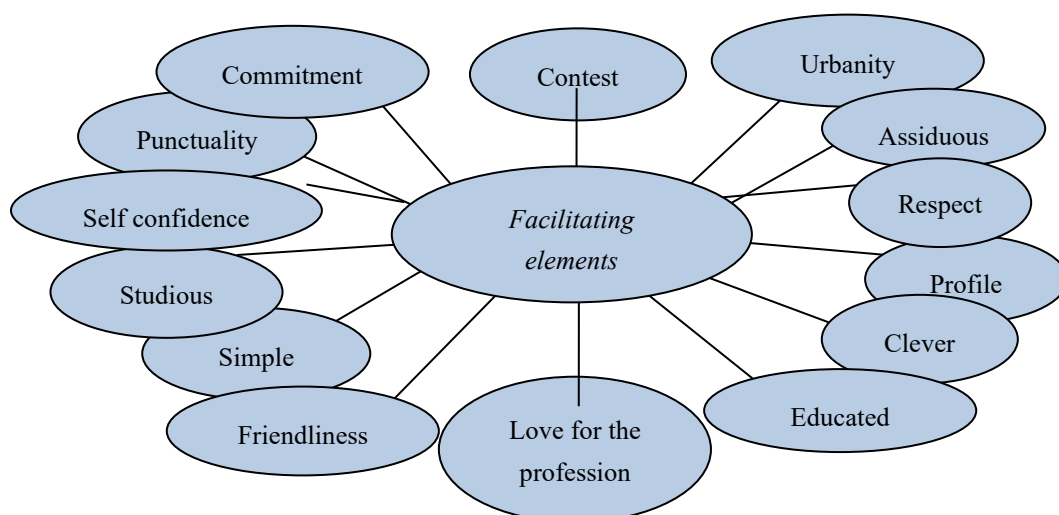 Commitment
Contest
Urbanity
Punctuality
Assiduous
Self confidence
Facilitating
elements
Respect
Studious
Profile
Simple
Clever
Friendliness
Love for the
profession
Educated